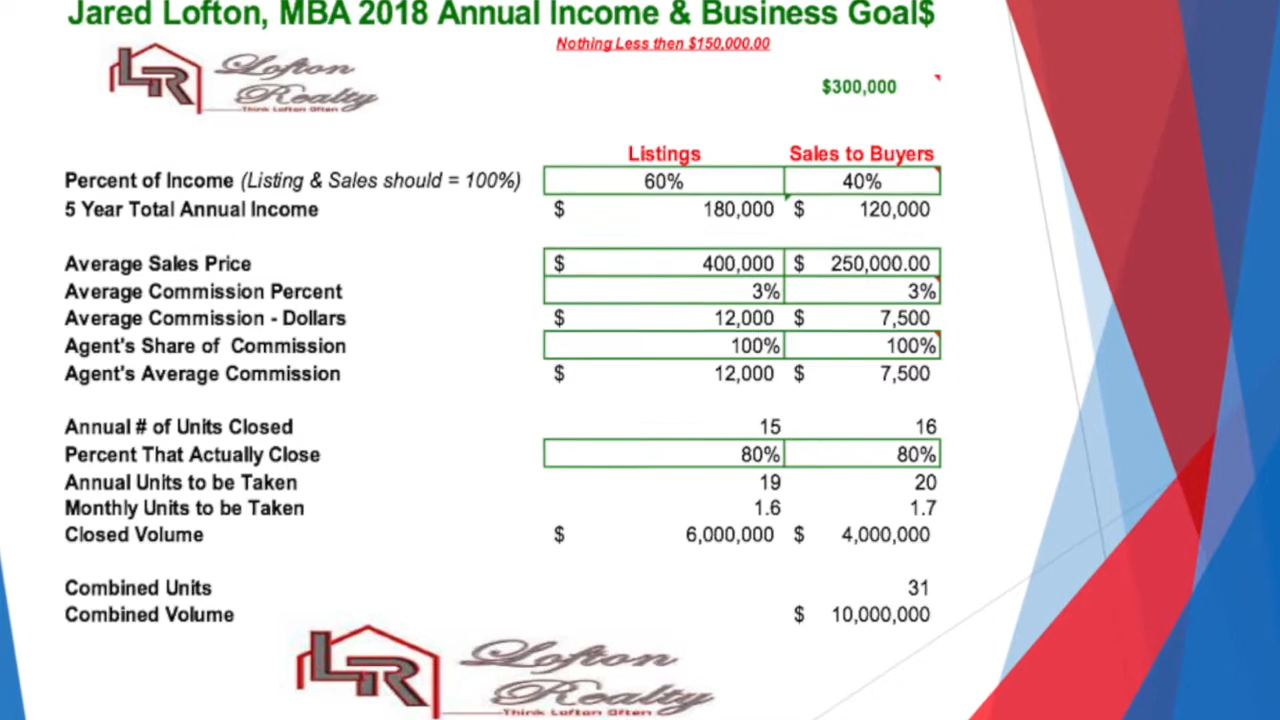 Jared Lofton, MBA 2018 Annual Income & Business Goal$
Nothing Less then $150,000.00
LR Lofton
Realty
Think Lofton Often
$300,000
Listings Sales to Buyers
Percent of Income (Listing & Sales should = 100%) 60% 40%
5 Year Total Annual Income $ 180,000 $ 120,000
Average Sales Price $ 400,000 $ 250,000.00
Average Commission Percent 3% 3%
Average Commission - Dollars $ 12,000 $ 7,500
Agent's Share of Commission 100% 100%
Agent's Average Commission $ 12,000 $ 7,500
Annual # of Units Closed 15 16
Percent That Actually Close 80% 80%
Annual Units to be Taken 19 20
Monthly Units to be Taken 1.6 1.7
Closed Volume $ 6,000,000 $ 4,000,000
Combined Units 31
Combined Volume $ 10,000,000
LR Lofton
Realty
Think Lofton Often